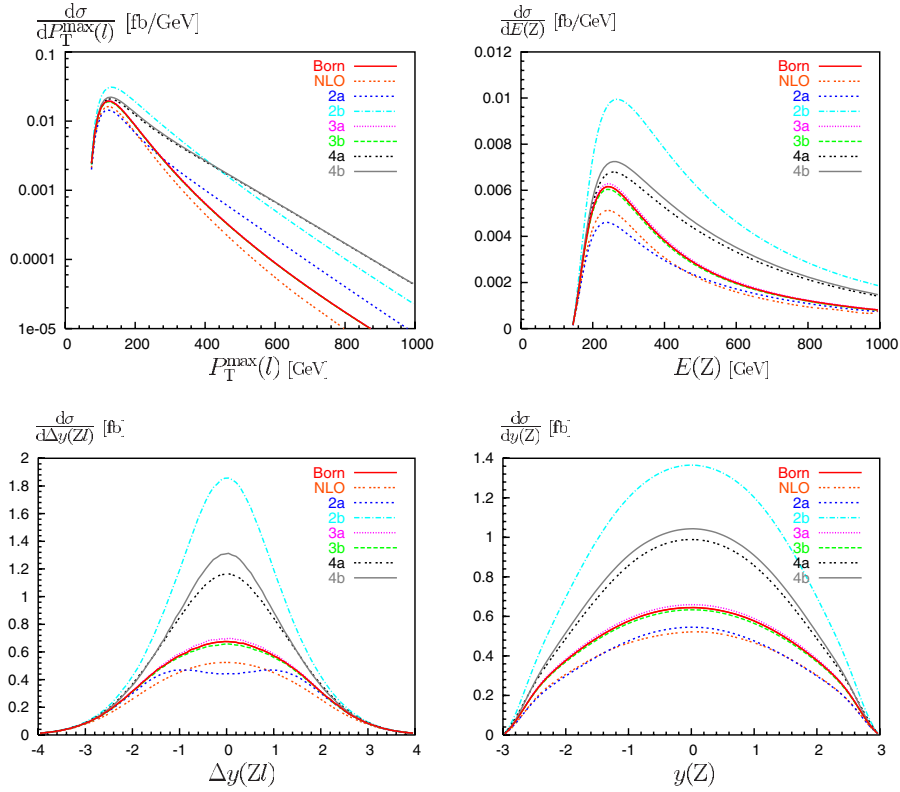 dσ/dP_T^max(l) [fb/GeV]
0.1
0.01
0.001
0.0001
1e-05
0 200 400 600 800 1000
P_T^max(l) [GeV]
Born
NLO
2a
2b
3a
3b
4a
4b
dσ/dE(Z) [fb/GeV]
0.012
0.01
0.008
0.006
0.004
0.002
0
0 200 400 600 800 1000
E(Z) [GeV]
Born
NLO
2a
2b
3a
3b
4a
4b
dσ/dΔy(Zl) [fb]
2
1.8
1.6
1.4
1.2
1
0.8
0.6
0.4
0.2
0
-4 -3 -2 -1 0 1 2 3 4
Δy(Zl)
Born
NLO
2a
2b
3a
3b
4a
4b
dσ/dy(Z) [fb]
1.4
1.2
1
0.8
0.6
0.4
0.2
0
-3 -2 -1 0 1 2 3
y(Z)
Born
NLO
2a
2b
3a
3b
4a
4b